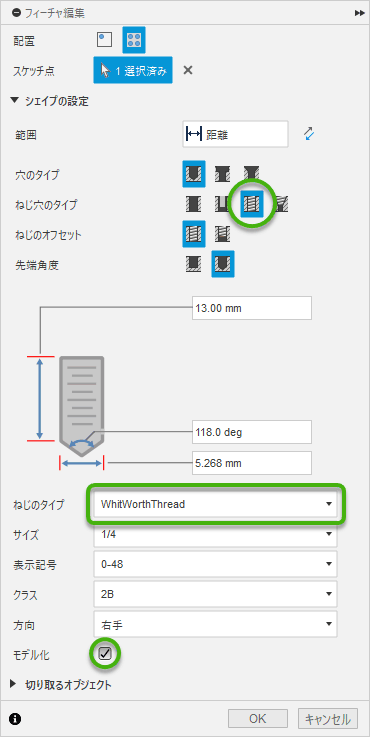 フィーチャ編集
配置
スケッチ点 1 選択済み
シェイプの設定
範囲 距離
穴のタイプ
ねじ穴のタイプ
ねじのオフセット
先端角度
13.00 mm
118.0 deg
5.268 mm
ねじのタイプ WhitWorthThread
サイズ 1/4
表示記号 0-48
クラス 2B
方向 右手
モデル化
切り取るオブジェクト
OK キャンセル